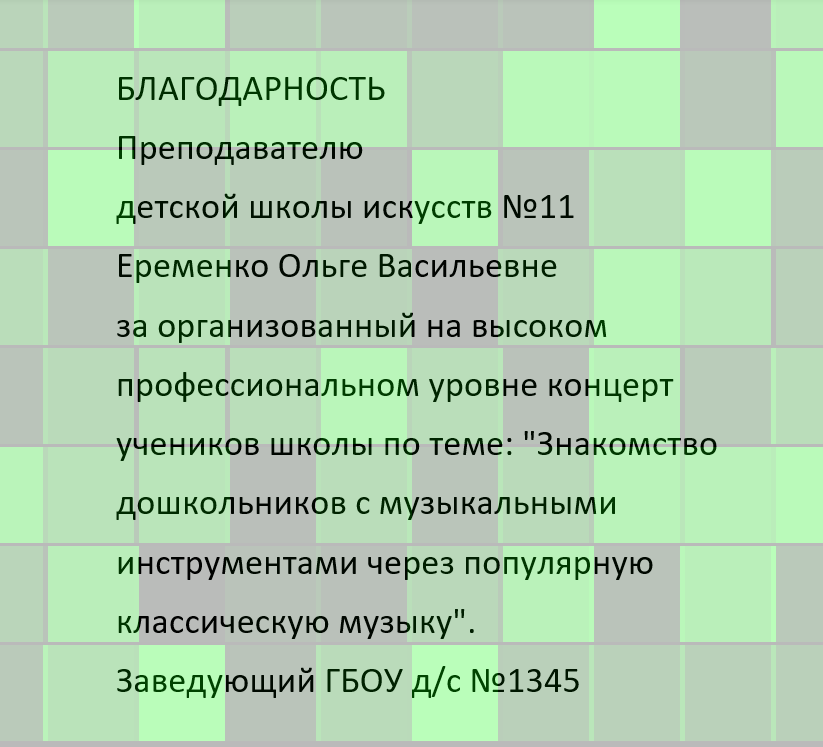 БЛАГОДАРНОСТЬ
Преподавателю
детской школы искусств №11
Еременко Ольге Васильевне
за организованный на высоком
профессиональном уровне концерт
учеников школы по теме: "Знакомство
дошкольников с музыкальными
инструментами через популярную
классическую музыку".
Заведующий ГБОУ д/с №1345